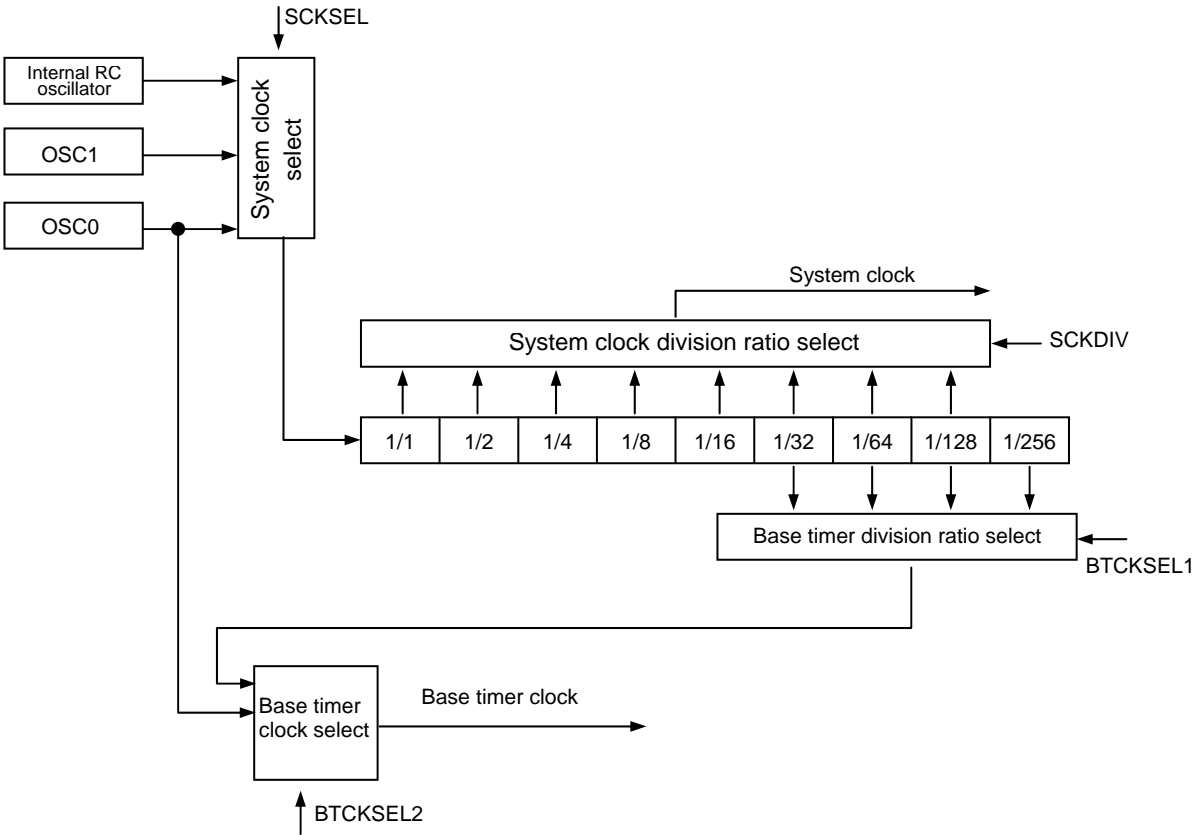 SCKSEL
Internal RC
oscillator
System clock
select
OSC1
OSC0
System clock
System clock division ratio select
SCKDIV
1/1 1/2 1/4 1/8 1/16 1/32 1/64 1/128 1/256
Base timer division ratio select
BTCKSEL1
Base timer
clock select
Base timer clock
BTCKSEL2